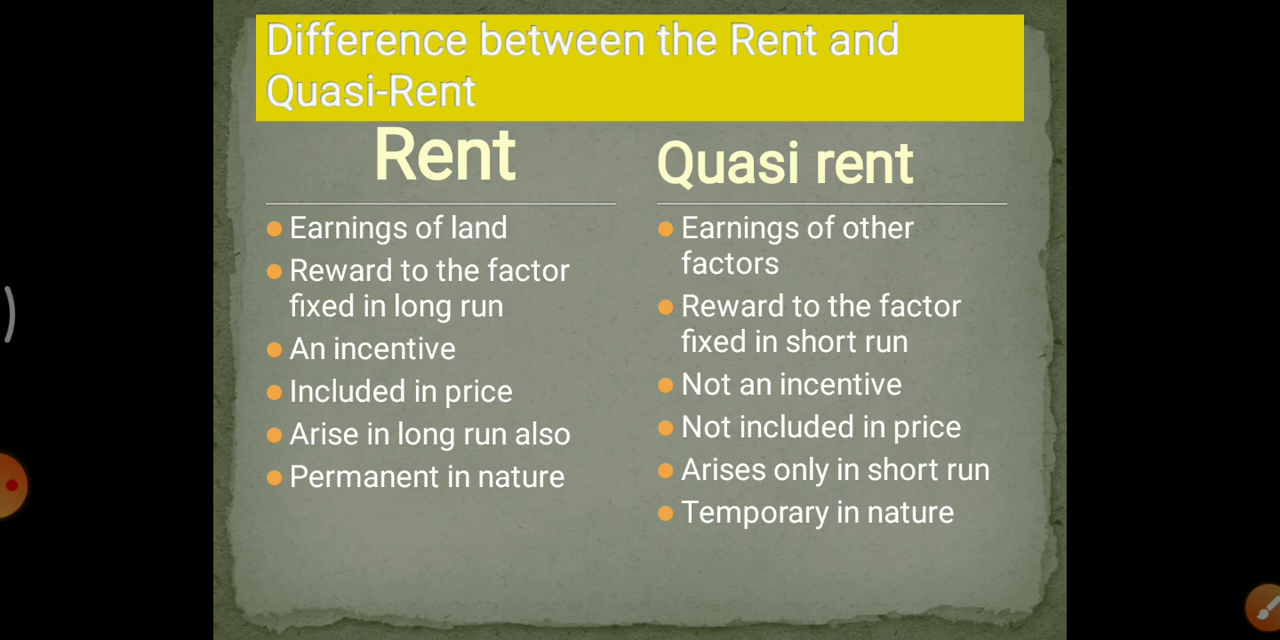 Difference between the Rent and
Quasi-Rent
Rent
Earnings of land
Reward to the factor
fixed in long run
An incentive
Included in price
Arise in long run also
Permanent in nature
Quasi rent
Earnings of other
factors
Reward to the factor
fixed in short run
Not an incentive
Not included in price
Arises only in short run
Temporary in nature